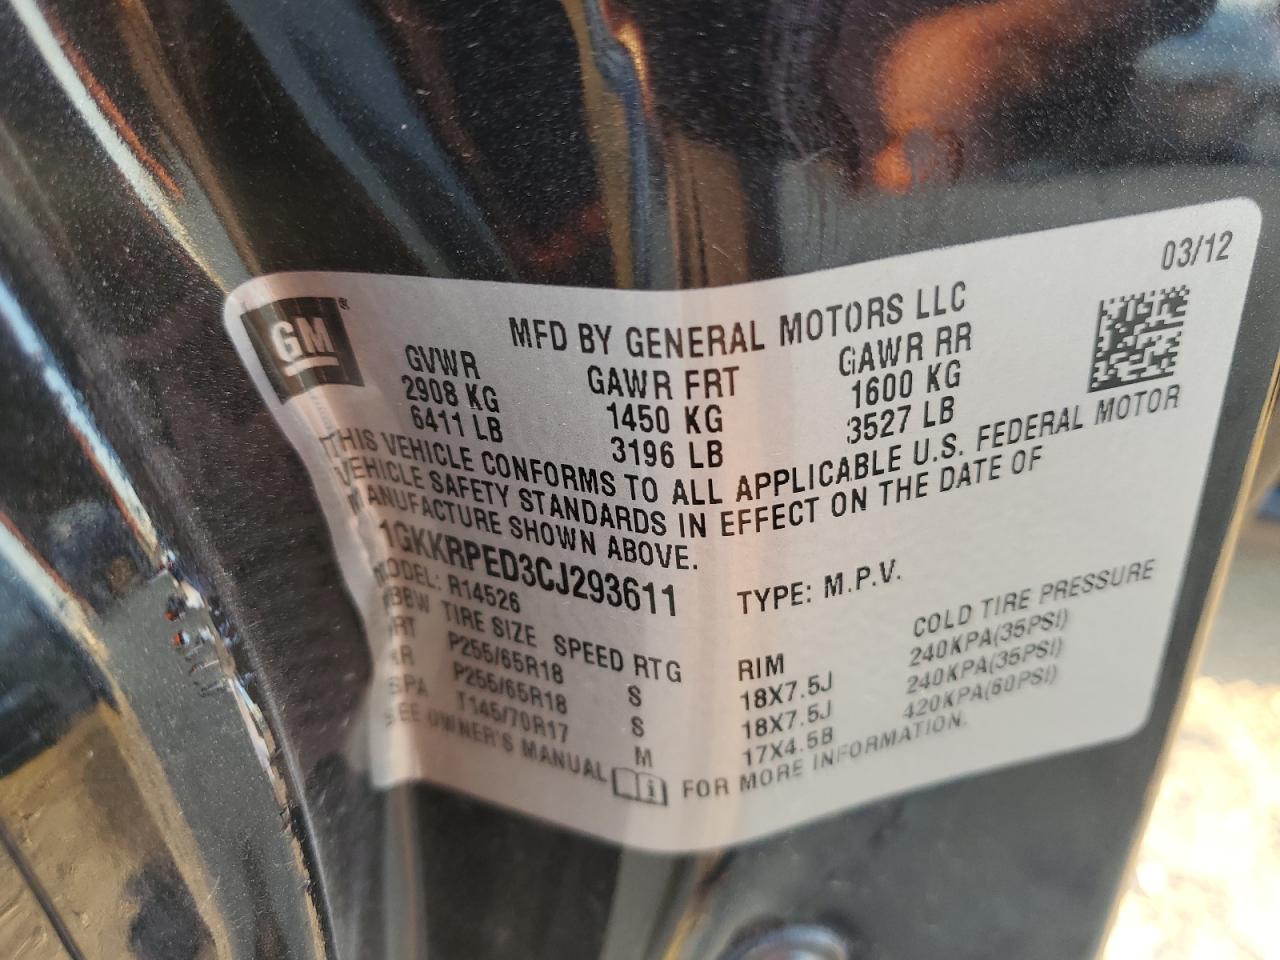 03/12
GM®
MFD BY GENERAL MOTORS LLC
GVWR GAWR FRT GAWR RR
2908 KG 1450 KG 1600 KG
6411 LB 3196 LB 3527 LB
THIS VEHICLE CONFORMS TO ALL APPLICABLE U.S. FEDERAL MOTOR
VEHICLE SAFETY STANDARDS IN EFFECT ON THE DATE OF
MANUFACTURE SHOWN ABOVE.
1GKKRPED3CJ293611 TYPE: M.P.V.
MODEL: R14526
TIRE SIZE SPEED RTG RIM COLD TIRE PRESSURE
FRT P255/65R18 S 18X7.5J 240KPA(35PSI)
RR P255/65R18 S 18X7.5J 240KPA(35PSI)
SPA T145/70R17 M 17X4.5B 420KPA(60PSI)
SEE OWNER'S MANUAL FOR MORE INFORMATION.